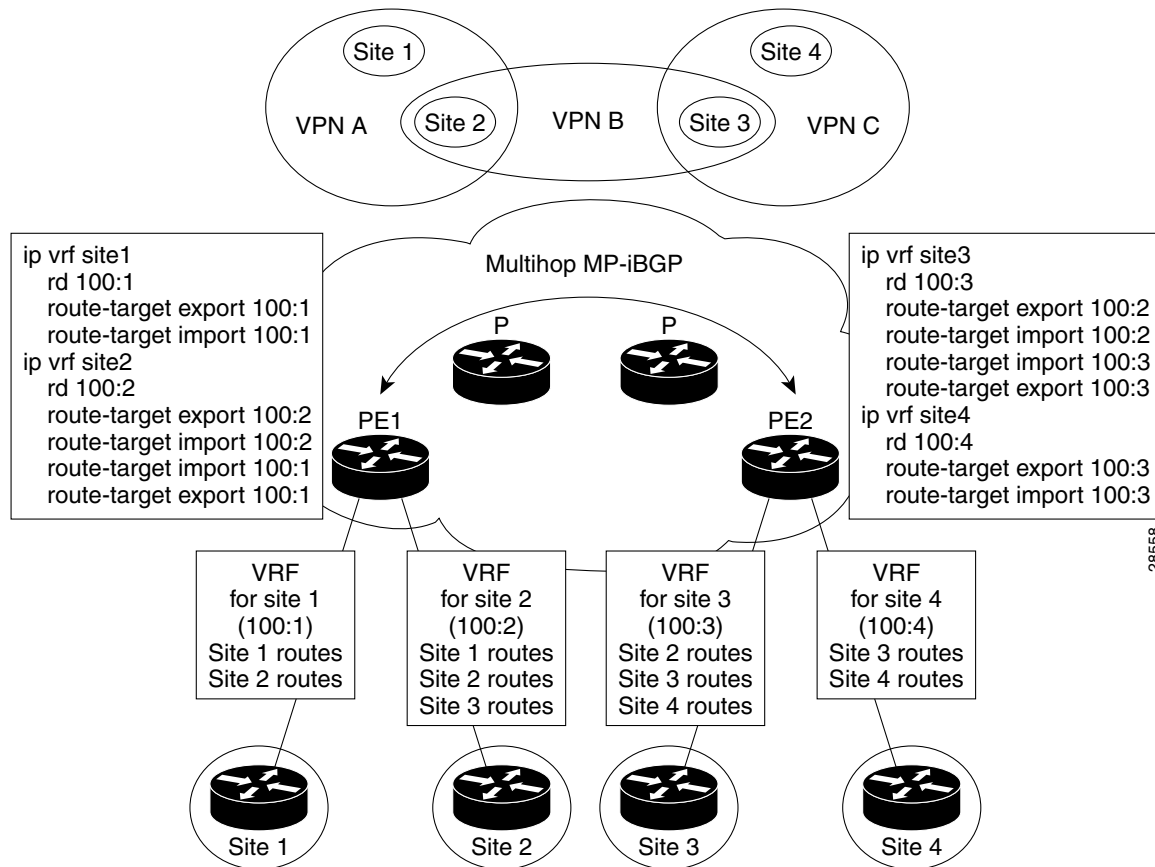 Site 1
Site 4
VPN A
Site 2
VPN B
Site 3
VPN C
ip vrf site1
rd 100:1
route-target export 100:1
route-target import 100:1
ip vrf site2
rd 100:2
route-target export 100:2
route-target import 100:2
route-target import 100:1
route-target export 100:1
Multihop MP-iBGP
P
P
PE1
PE2
ip vrf site3
rd 100:3
route-target export 100:2
route-target import 100:2
route-target import 100:3
route-target export 100:3
ip vrf site4
rd 100:4
route-target export 100:3
route-target import 100:3
28558
VRF
for site 1
(100:1)
Site 1 routes
Site 2 routes
VRF
for site 2
(100:2)
Site 1 routes
Site 2 routes
Site 3 routes
VRF
for site 3
(100:3)
Site 2 routes
Site 3 routes
Site 4 routes
VRF
for site 4
(100:4)
Site 3 routes
Site 4 routes
Site 1
Site 2
Site 3
Site 4